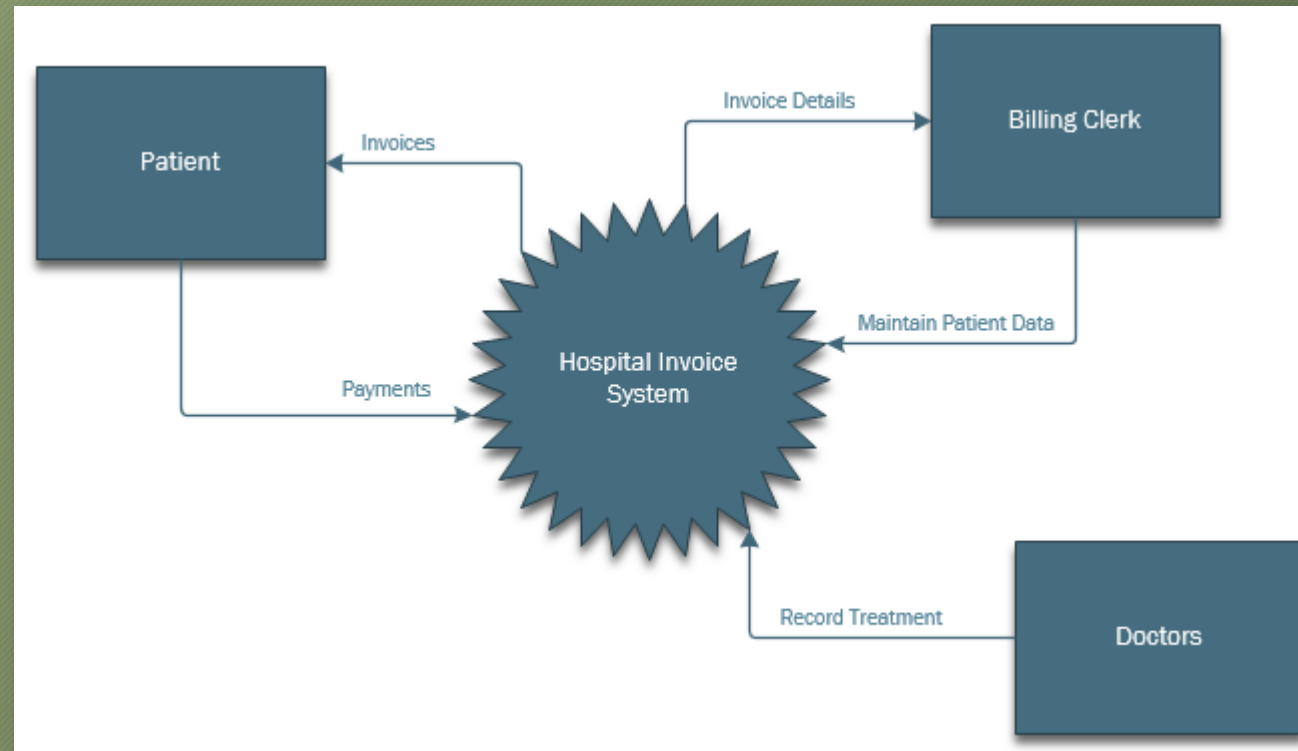 Invoice Details
Billing Clerk
Patient
Invoices
Maintain Patient Data
Hospital Invoice
System
Payments
Record Treatment
Doctors